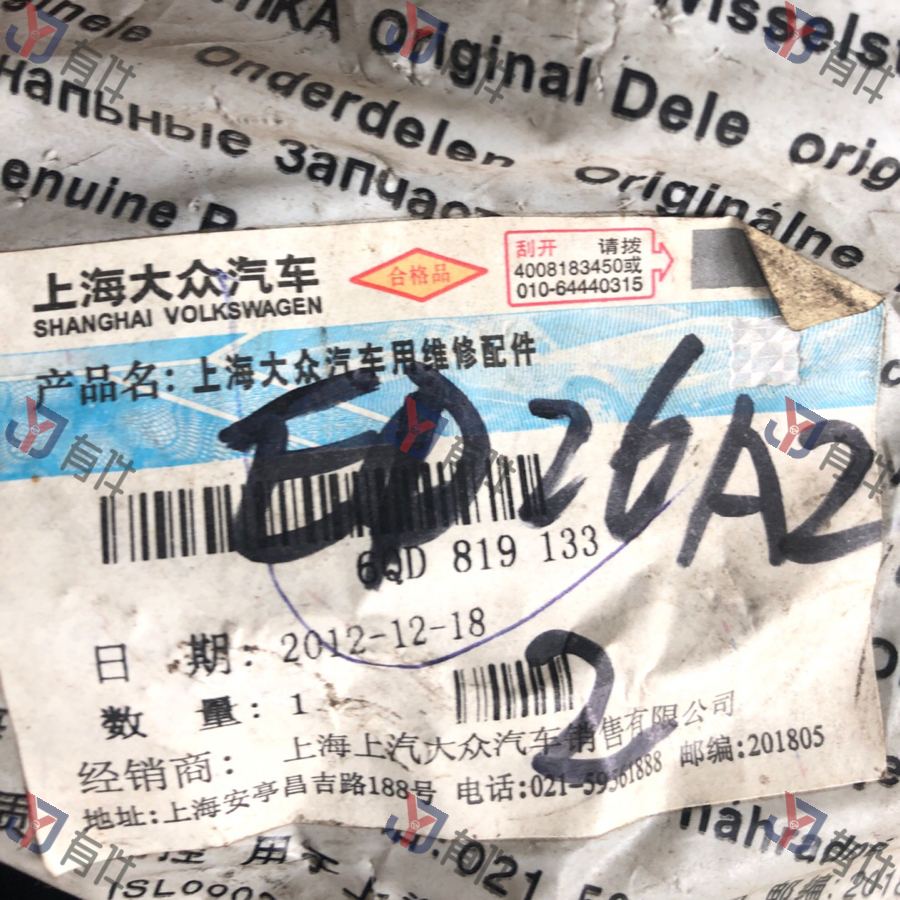 Original Dele
Onderdelen originálne
Запчаст
上海大众汽车
SHANGHAI VOLKSWAGEN
合格品
刮开 请拨
4008183450或
010-64440315
产品名: 上海大众汽车用维修配件
ED26A2
6QD 819 133
日 期: 2012-12-18
数 量: 1
2
经销商: 上海上汽大众汽车销售有限公司
地址:上海安亭昌吉路188号 电话:021-59561888 邮编:201805
有件